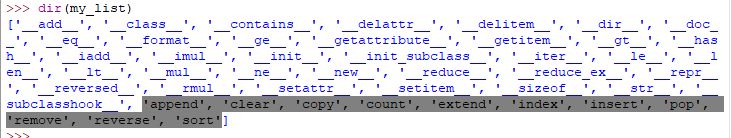 >>> dir(my_list)
['__add__', '__class__', '__contains__', '__delattr__', '__delitem__', '__dir__', '__doc_
_', '__eq__', '__format__', '__ge__', '__getattribute__', '__getitem__', '__gt__', '__has
h__', '__iadd__', '__imul__', '__init__', '__init_subclass__', '__iter__', '__le__', '__l
en__', '__lt__', '__mul__', '__ne__', '__new__', '__reduce__', '__reduce_ex__', '__repr__
', '__reversed__', '__rmul__', '__setattr__', '__setitem__', '__sizeof__', '__str__', '__
subclasshook__', 'append', 'clear', 'copy', 'count', 'extend', 'index', 'insert', 'pop',
'remove', 'reverse', 'sort']
>>>